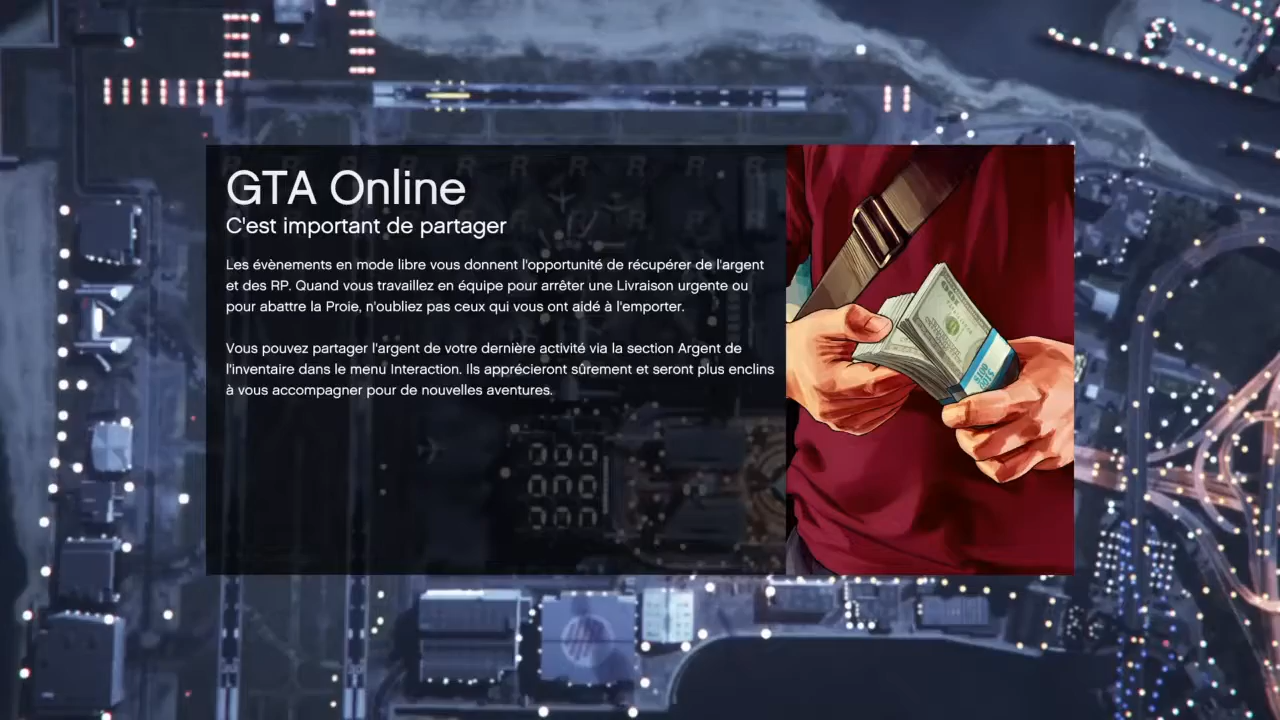 GTA Online
C'est important de partager
Les évènements en mode libre vous donnent l'opportunité de récupérer de l'argent
et des RP. Quand vous travaillez en équipe pour arrêter une Livraison urgente ou
pour abattre la Proie, n'oubliez pas ceux qui vous ont aidé à l'emporter.
Vous pouvez partager l'argent de votre dernière activité via la section Argent de
l'inventaire dans le menu Interaction. Ils apprécieront sûrement et seront plus enclins
à vous accompagner pour de nouvelles aventures.